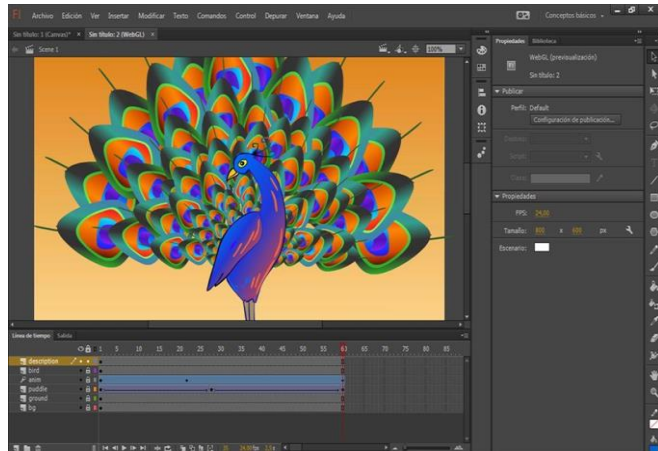 Fl Archivo Edición Ver Insertar Modificar Texto Comandos Control Depurar Ventana Ayuda
Conceptos básicos
Sin título: 1 (Canvas)* × Sin título: 2 (WebGL) ×
Scene 1
100%
Propiedades Biblioteca
WebGL (previsualización)
Sin título: 2
Publicar
Perfil: Default
Configuración de publicación...
Script:
Clase:
Propiedades
FPS: 24,00
Tamaño: 800 x 600 px
Escenario:
Línea de tiempo Salida
1 5 10 15 20 25 30 35 40 45 50 55 60 65 70 75 80 85
description
bird
anim
puddle
ground
bg